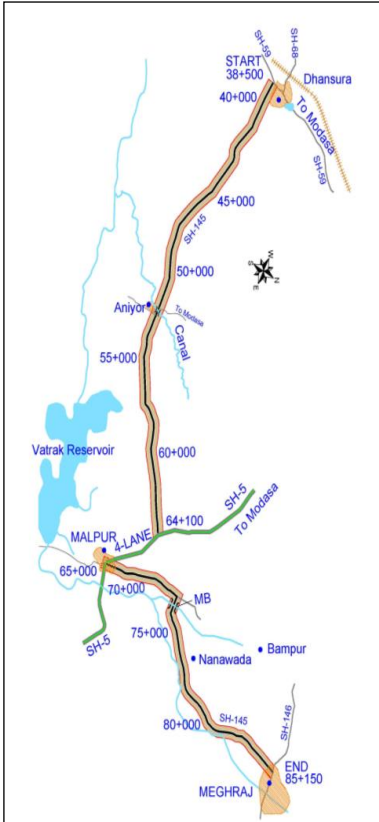 SH-59
SH-68
START
38+500
Dhansura
40+000
To Modasa
SH-59
45+000
SH-145
W
S
N
E
50+000
Aniyor
To Modasa
Canal
55+000
Vatrak Reservoir
60+000
SH-5
To Modasa
64+100
4-LANE
MALPUR
65+000
70+000
MB
SH-5
75+000
Bampur
Nanawada
80+000
SH-145
SH-146
END
85+150
MEGHRAJ